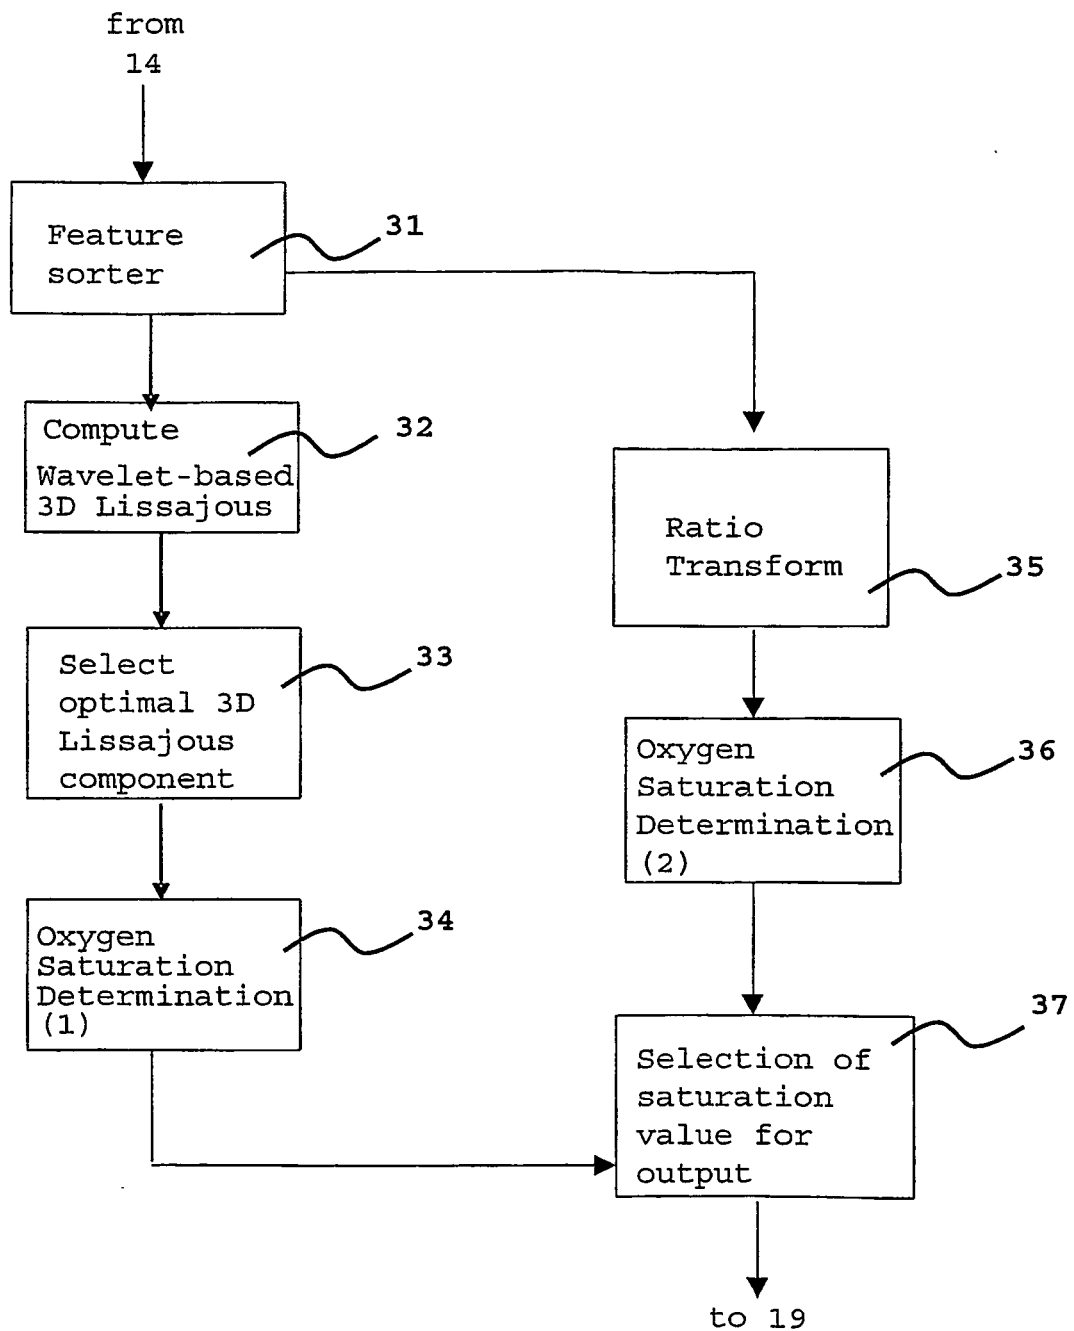 from
14
Feature
sorter
31
Compute
Wavelet-based
3D Lissajous
32
Select
optimal 3D
Lissajous
component
33
Oxygen
Saturation
Determination
(1)
34
Ratio
Transform
35
Oxygen
Saturation
Determination
(2)
36
Selection of
saturation
value for
output
37
to 19